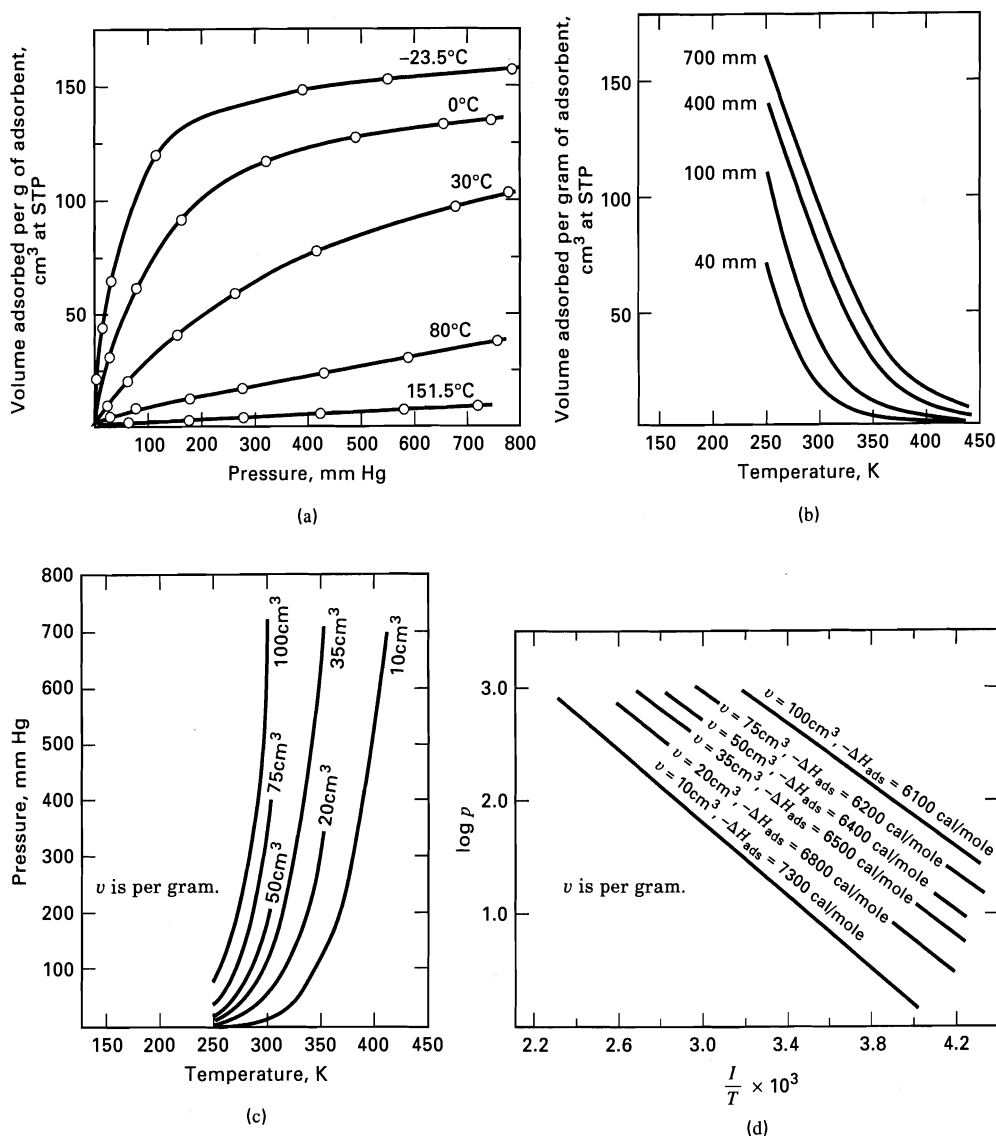 Volume adsorbed per g of adsorbent,
cm³ at STP
150
100
50
−23.5°C
0°C
30°C
80°C
151.5°C
100 200 300 400 500 600 700 800
Pressure, mm Hg
(a)
Volume adsorbed per gram of adsorbent,
cm³ at STP
150
100
50
700 mm
400 mm
100 mm
40 mm
150 200 250 300 350 400 450
Temperature, K
(b)
Pressure, mm Hg
800
700
600
500
400
300
200
100
100cm³
75cm³
50cm³
35cm³
20cm³
10cm³
v is per gram.
150 200 250 300 350 400 450
Temperature, K
(c)
log p
3.0
2.0
1.0
v = 100cm³, -ΔH_ads = 6100 cal/mole
v = 75cm³, -ΔH_ads = 6200 cal/mole
v = 50cm³, -ΔH_ads = 6400 cal/mole
v = 35cm³, -ΔH_ads = 6500 cal/mole
v = 20cm³, -ΔH_ads = 6800 cal/mole
v = 10cm³, -ΔH_ads = 7300 cal/mole
v is per gram.
2.2 2.6 3.0 3.4 3.8 4.2
I/T × 10³
(d)